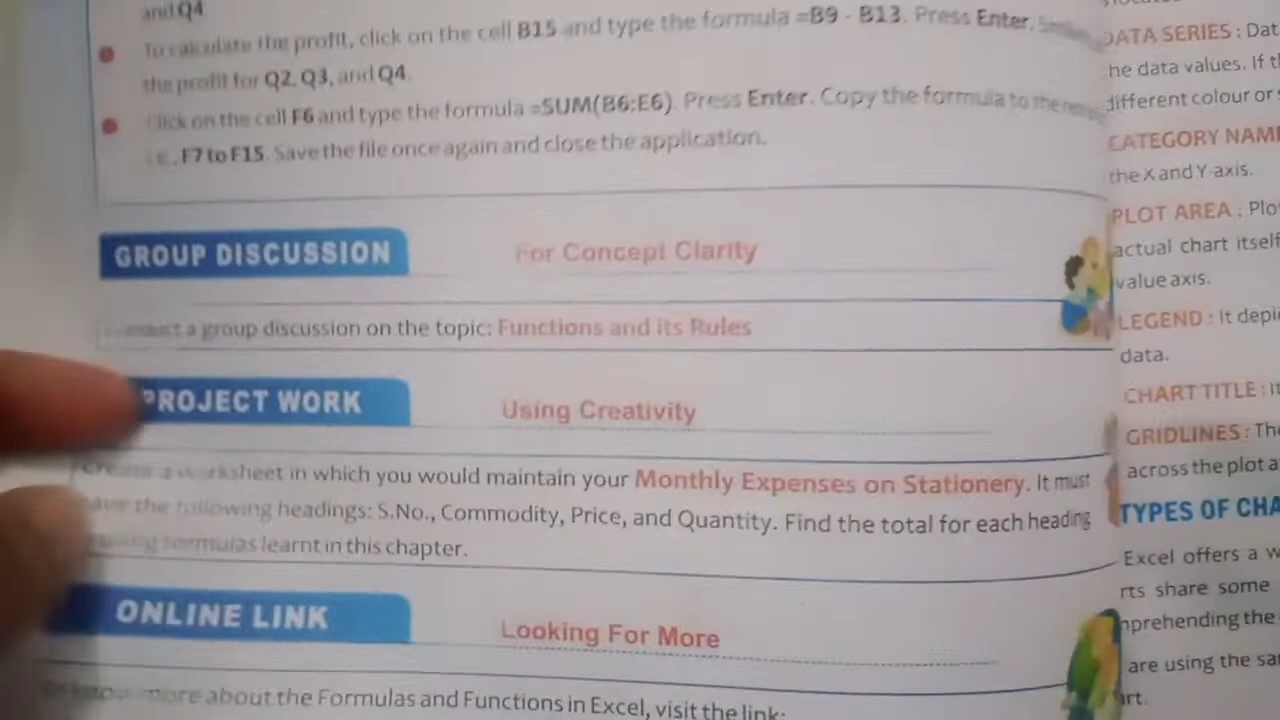 and Q4
To calculate the profit, click on the cell B15 and type the formula =B9 - B13. Press Enter.
the profit for Q2, Q3, and Q4.
Click on the cell F6 and type the formula =SUM(B6:E6). Press Enter. Copy the formula to the
i.e., F7 to F15. Save the file once again and close the application.
GROUP DISCUSSION
For Concept Clarity
a group discussion on the topic: Functions and its Rules
PROJECT WORK
Using Creativity
Create a worksheet in which you would maintain your Monthly Expenses on Stationery. It must
have the following headings: S.No., Commodity, Price, and Quantity. Find the total for each heading
formulas learnt in this chapter.
ONLINE LINK
Looking For More
more about the Formulas and Functions in Excel, visit the link:
DATA SERIES : Dat
he data values. If t
different colour or
CATEGORY NAM
the X and Y-axis.
PLOT AREA : Plo
actual chart itself
value axis.
LEGEND : It depi
data.
CHART TITLE : I
GRIDLINES : The
across the plot a
TYPES OF CHA
Excel offers a w
rts share some
prehending the
are using the sa
art.